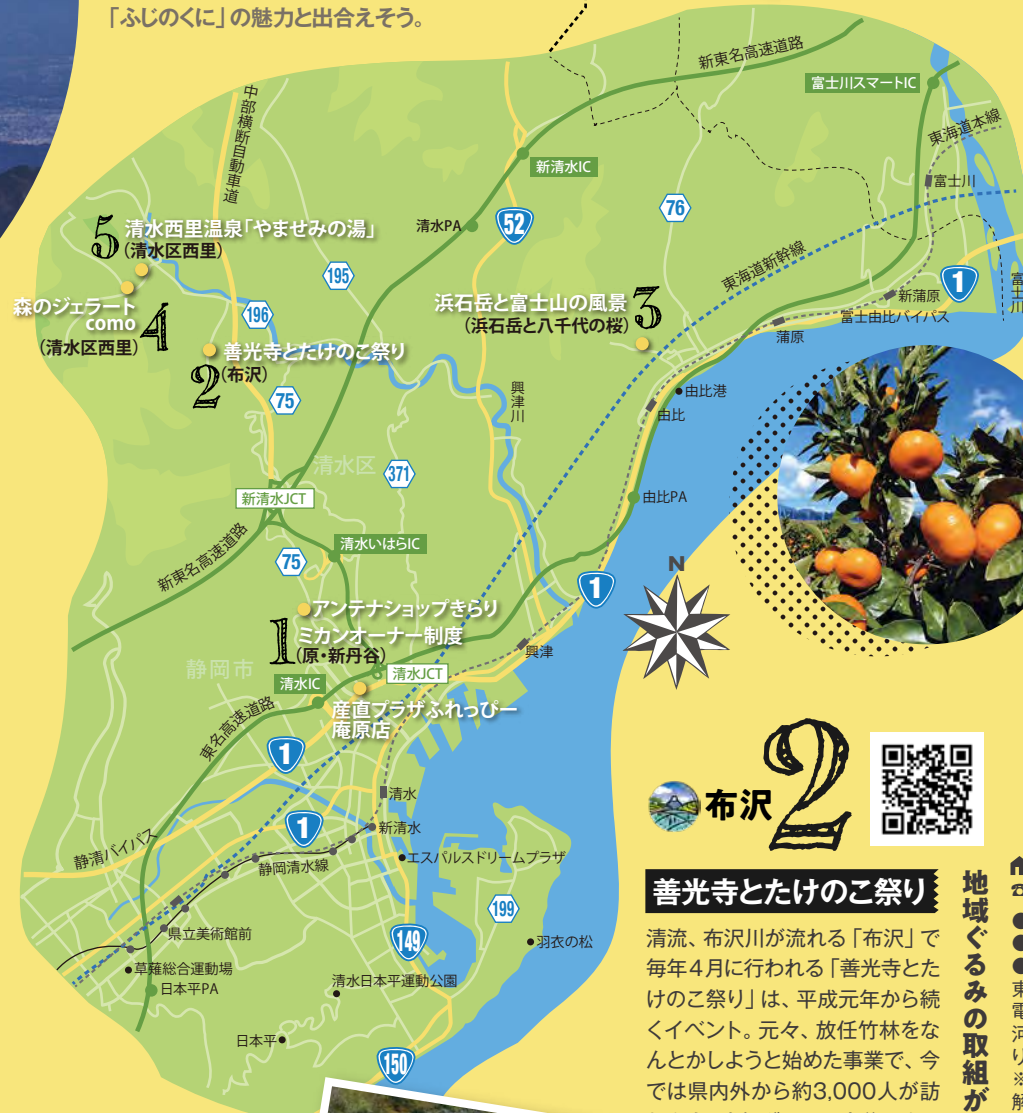 「ふじのくに」の魅力と出合えそう。
新東名高速道路
富士川スマートIC
中部横断自動車道
東海道本線
新清水IC
富士川
76
5 清水西里温泉「やませみの湯」
(清水区西里)
清水PA
52
195
東海道新幹線
1
富士川
森のジェラート
como
(清水区西里)
4
196
浜石岳と富士山の風景
(浜石岳と八千代の桜)
3
新蒲原
富士由比バイパス
蒲原
善光寺とたけのこ祭り
2 (布沢)
75
興津川
由比港
由比
清水区
371
新清水JCT
由比PA
新東名高速道路
清水いはらIC
75
N
1
アンテナショップきらり
1 ミカンオーナー制度
(原・新丹谷)
興津
静岡市
清水JCT
清水IC
産直プラザふれっぴー
庵原店
東名高速道路
1
清水
布沢 2
1
新清水
静清バイパス
静岡清水線
エスパルスドリームプラザ
199
県立美術館前
149
羽衣の松
草薙総合運動場
日本平PA
清水日本平運動公園
日本平
150
善光寺とたけのこ祭り
清流、布沢川が流れる「布沢」で
毎年4月に行われる「善光寺とた
けのこ祭り」は、平成元年から続
くイベント。元々、放任竹林をな
んとかしようと始めた事業で、今
では県内外から約3,000人が訪
地域ぐるみの取組が
東
電
河
り
※
解